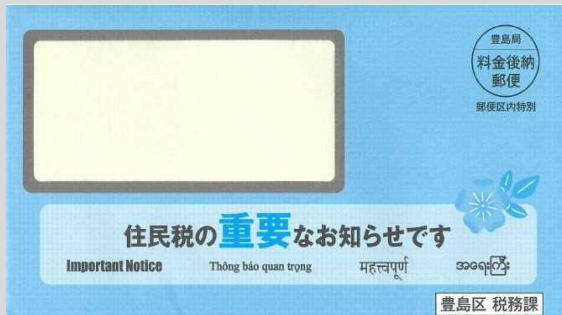 豊島局
料金後納
郵便
郵便区内特別
住民税の重要なお知らせです
Important Notice Thông báo quan trọng महत्त्वपूर्ण အရေးကြီး
豊島区 税務課